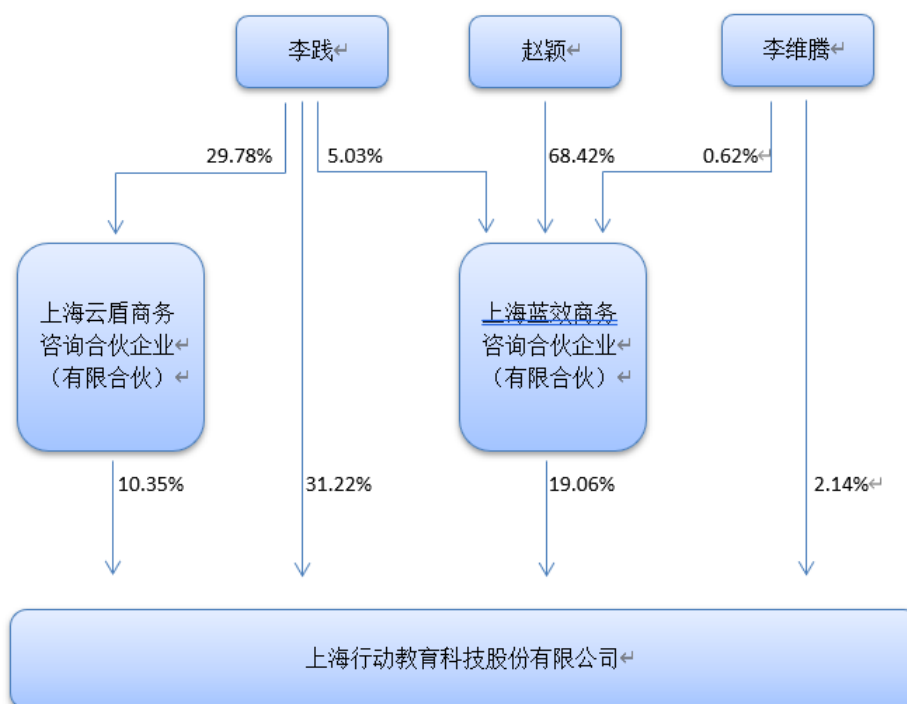 李践↵
赵颖↵
李维腾↵
29.78%
5.03%
68.42%
0.62%↵
上海云盾商务
咨询合伙企业↵
（有限合伙）↵
上海蓝效商务
咨询合伙企业↵
（有限合伙）↵
10.35%
31.22%
19.06%
2.14%↵
上海行动教育科技股份有限公司↵